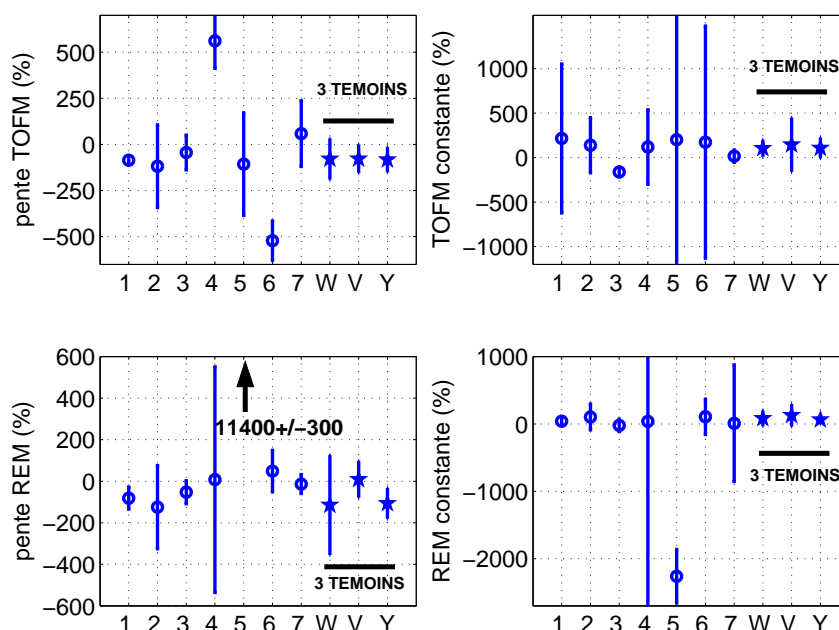 pente TOFM (%)
500
250
0
−250
−500
3 TEMOINS
1 2 3 4 5 6 7 W V Y
TOFM constante (%)
1000
500
0
−500
−1000
3 TEMOINS
1 2 3 4 5 6 7 W V Y
pente REM (%)
600
400
200
0
−200
−400
−600
11400+/−300
3 TEMOINS
1 2 3 4 5 6 7 W V Y
REM constante (%)
1000
0
−1000
−2000
3 TEMOINS
1 2 3 4 5 6 7 W V Y